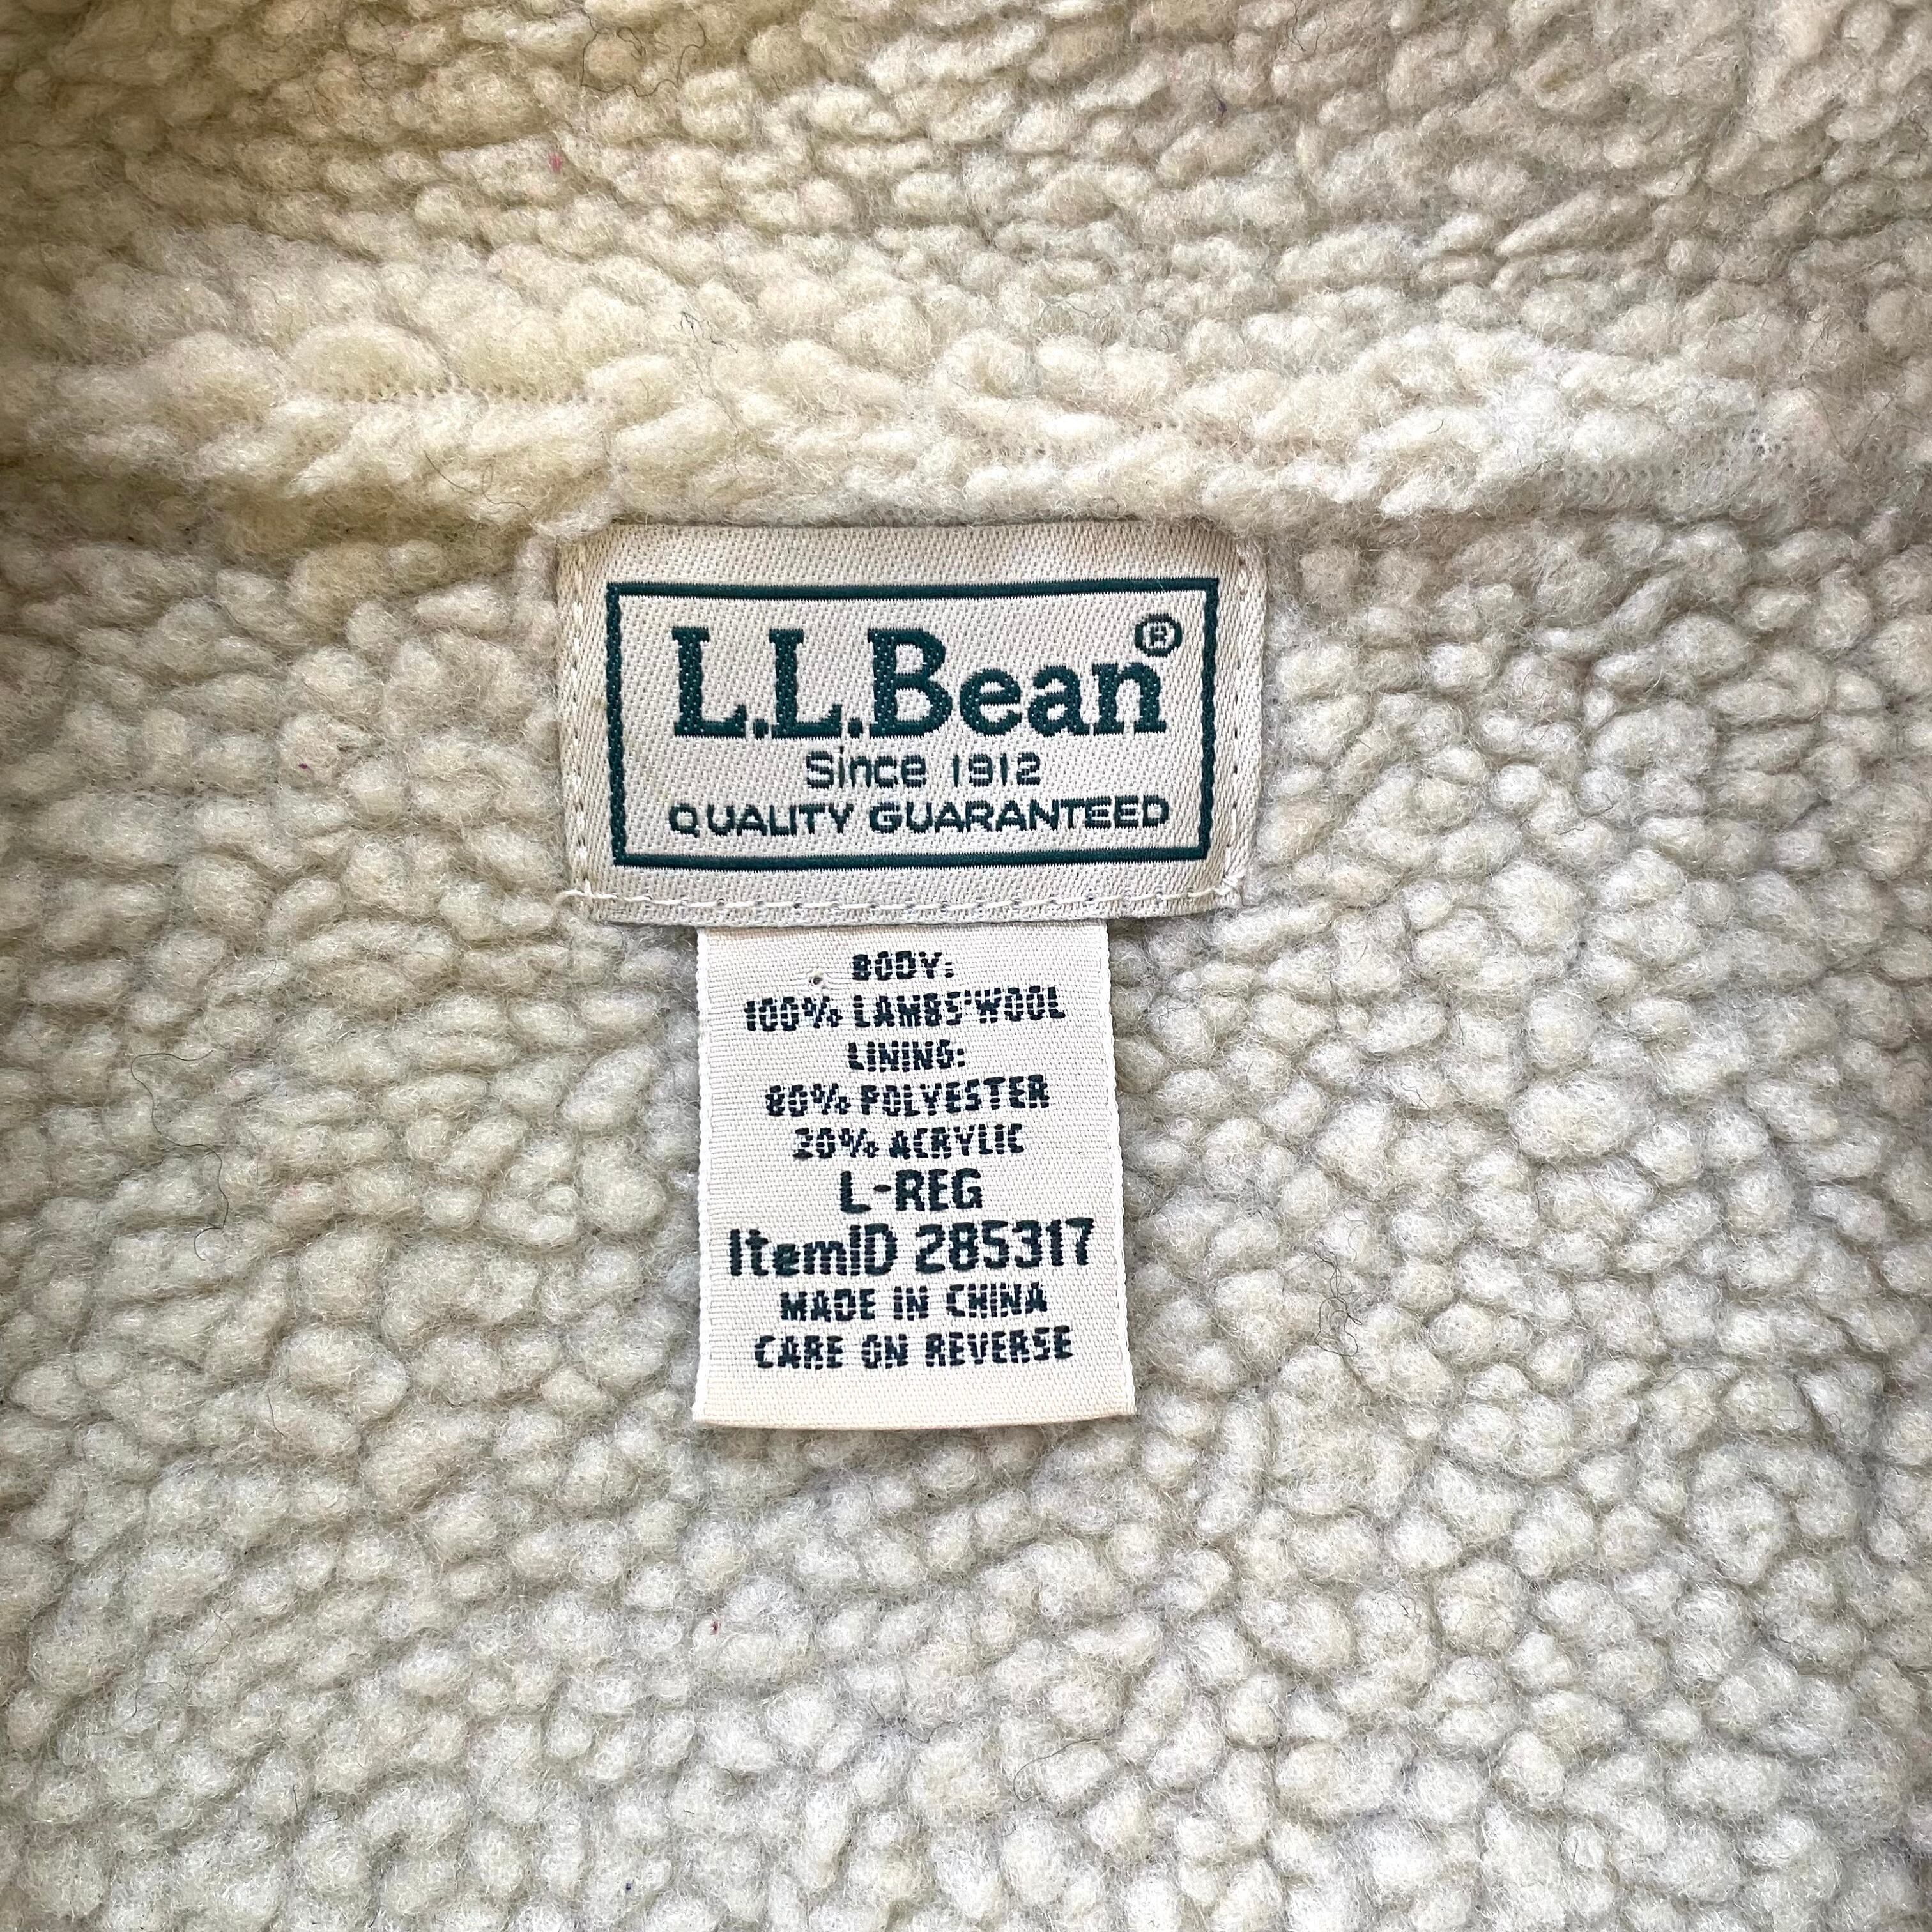 L.L.Bean®
Since 1912
QUALITY GUARANTEED
BODY:
100% LAMBS'WOOL
LINING:
80% POLYESTER
20% ACRYLIC
L-REG
ItemID 285317
MADE IN CHINA
CARE ON REVERSE